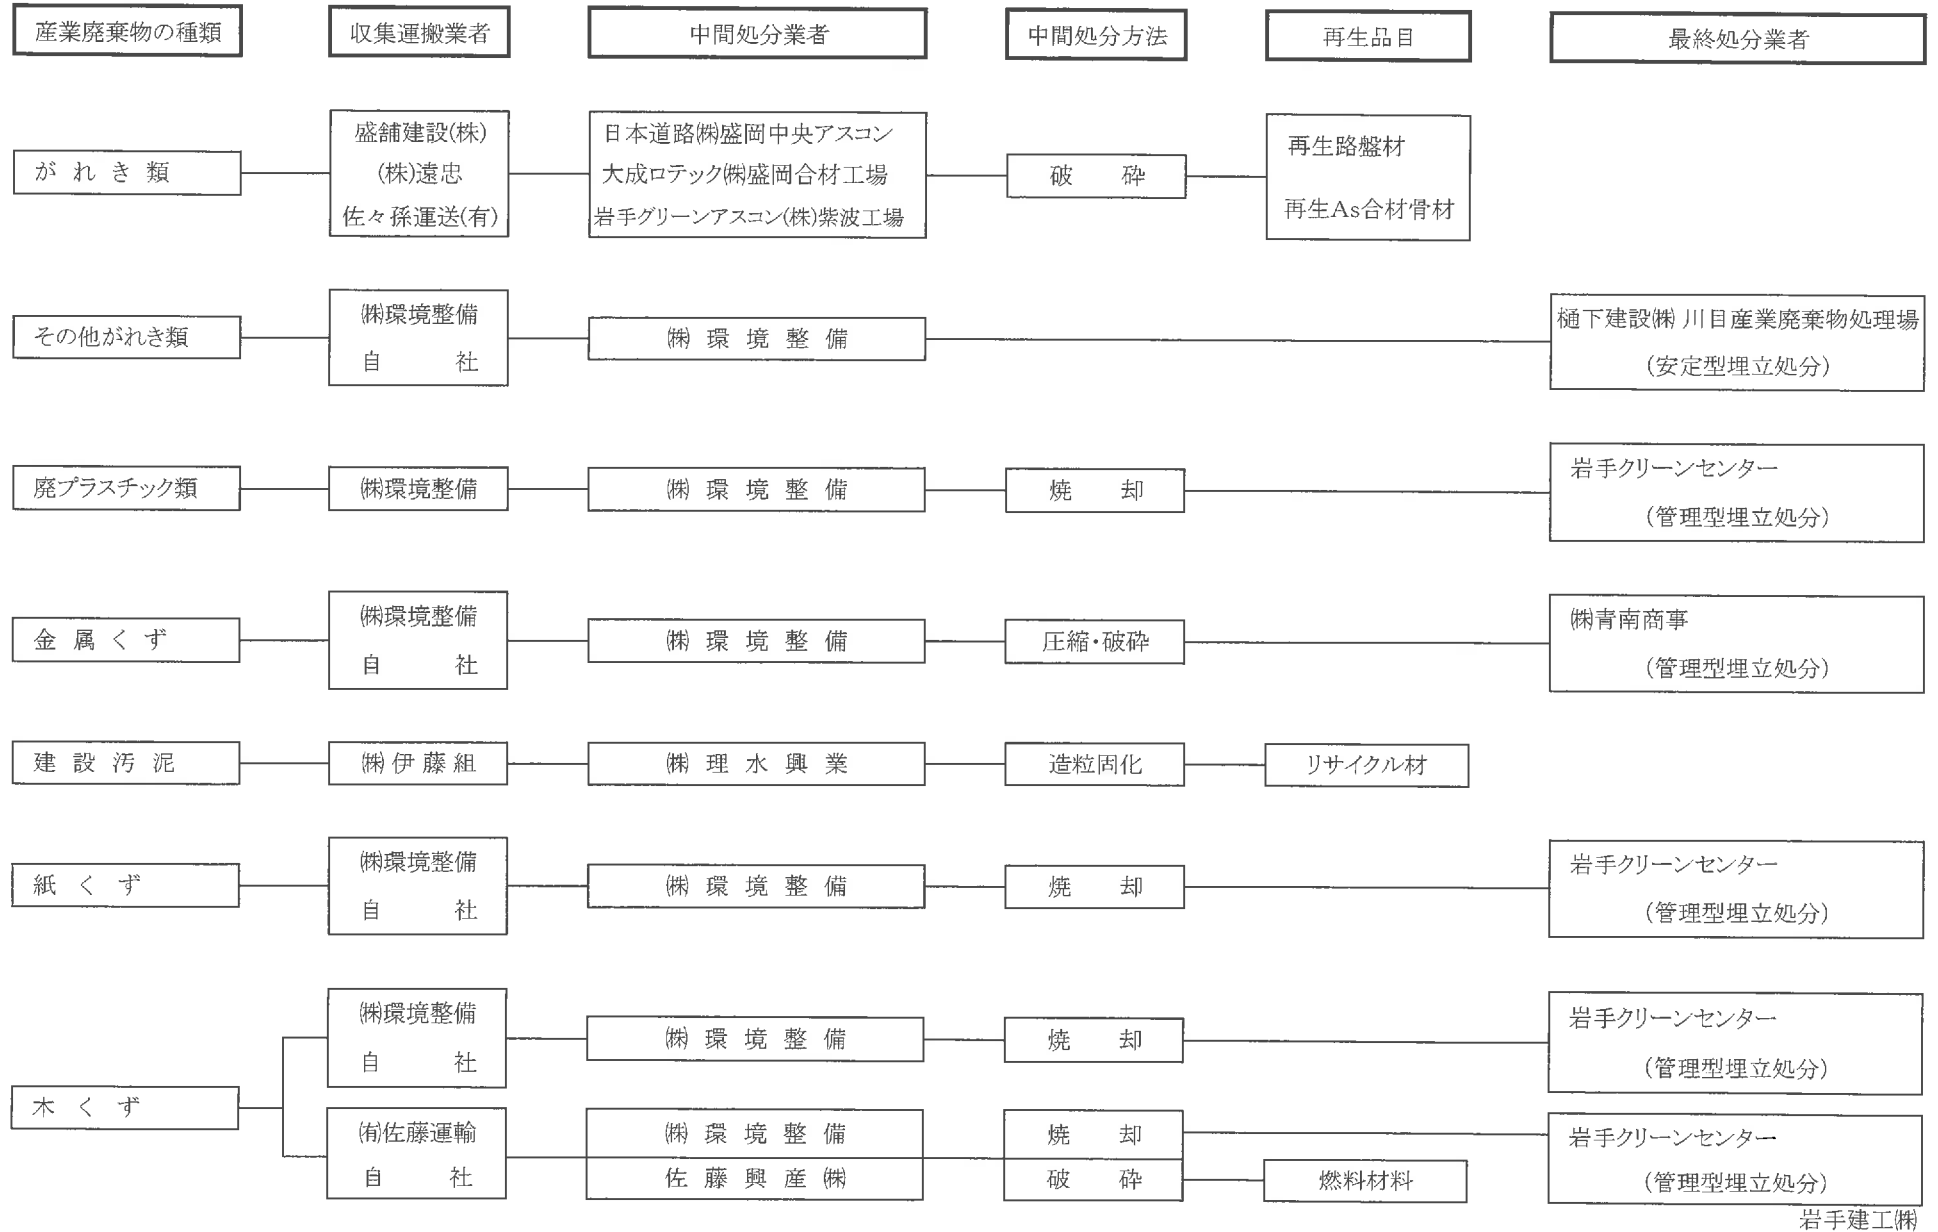 産業廃棄物の種類
収集運搬業者
中間処分業者
中間処分方法
再生品目
最終処分業者
がれき類
盛舗建設(株)
(株)遠忠
佐々孫運送(有)
日本道路㈱盛岡中央アスコン
大成ロテック㈱盛岡合材工場
岩手グリーンアスコン(株)紫波工場
破砕
再生路盤材
再生As合材骨材
その他がれき類
㈱環境整備
自社
㈱環境整備
樋下建設㈱ 川目産業廃棄物処理場
(安定型埋立処分)
廃プラスチック類
㈱環境整備
㈱環境整備
焼却
岩手クリーンセンター
(管理型埋立処分)
金属くず
㈱環境整備
自社
㈱環境整備
圧縮・破砕
㈱青南商事
(管理型埋立処分)
建設汚泥
㈱伊藤組
㈱理水興業
造粒固化
リサイクル材
紙くず
㈱環境整備
自社
㈱環境整備
焼却
岩手クリーンセンター
(管理型埋立処分)
木くず
㈱環境整備
自社
㈱環境整備
焼却
岩手クリーンセンター
(管理型埋立処分)
㈲佐藤運輸
自社
㈱環境整備
佐藤興産㈱
焼却
破砕
燃料材料
岩手クリーンセンター
(管理型埋立処分)
岩手建工㈱